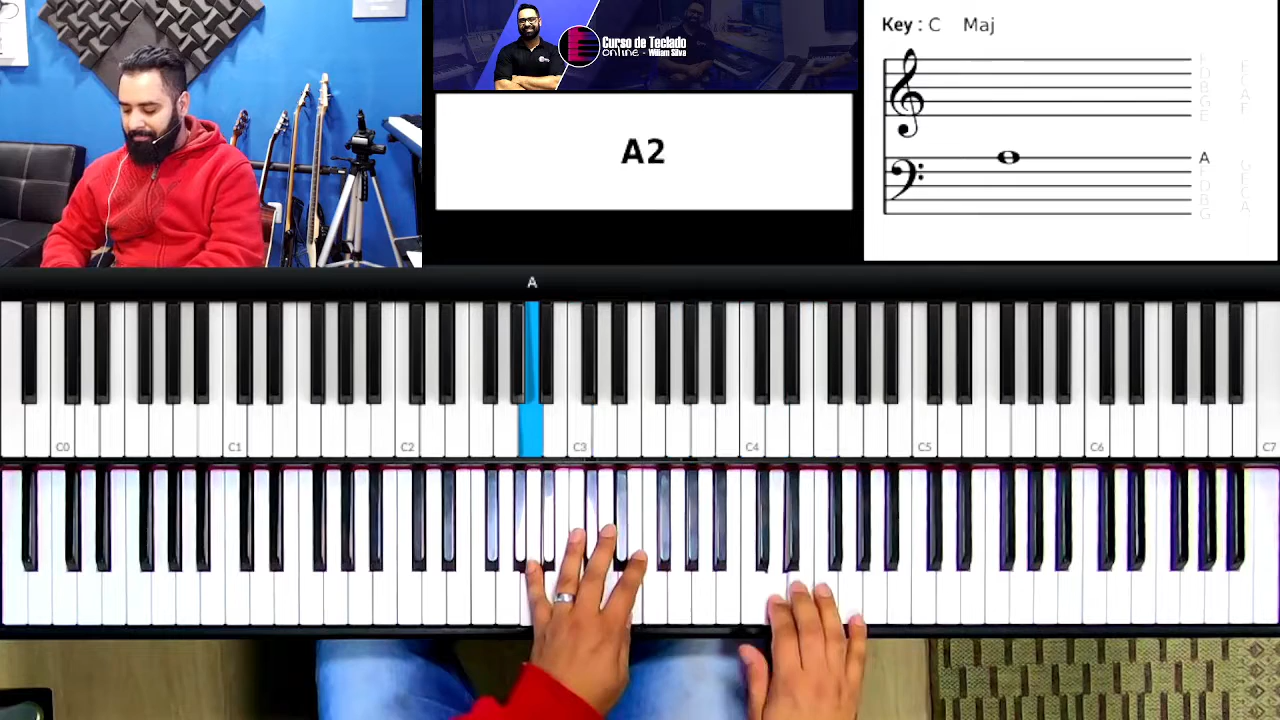 Curso de Teclado
Online - William Silva
A2
Key : C Maj
A
A
C0 C1 C2 C3 C4 C5 C6 C7